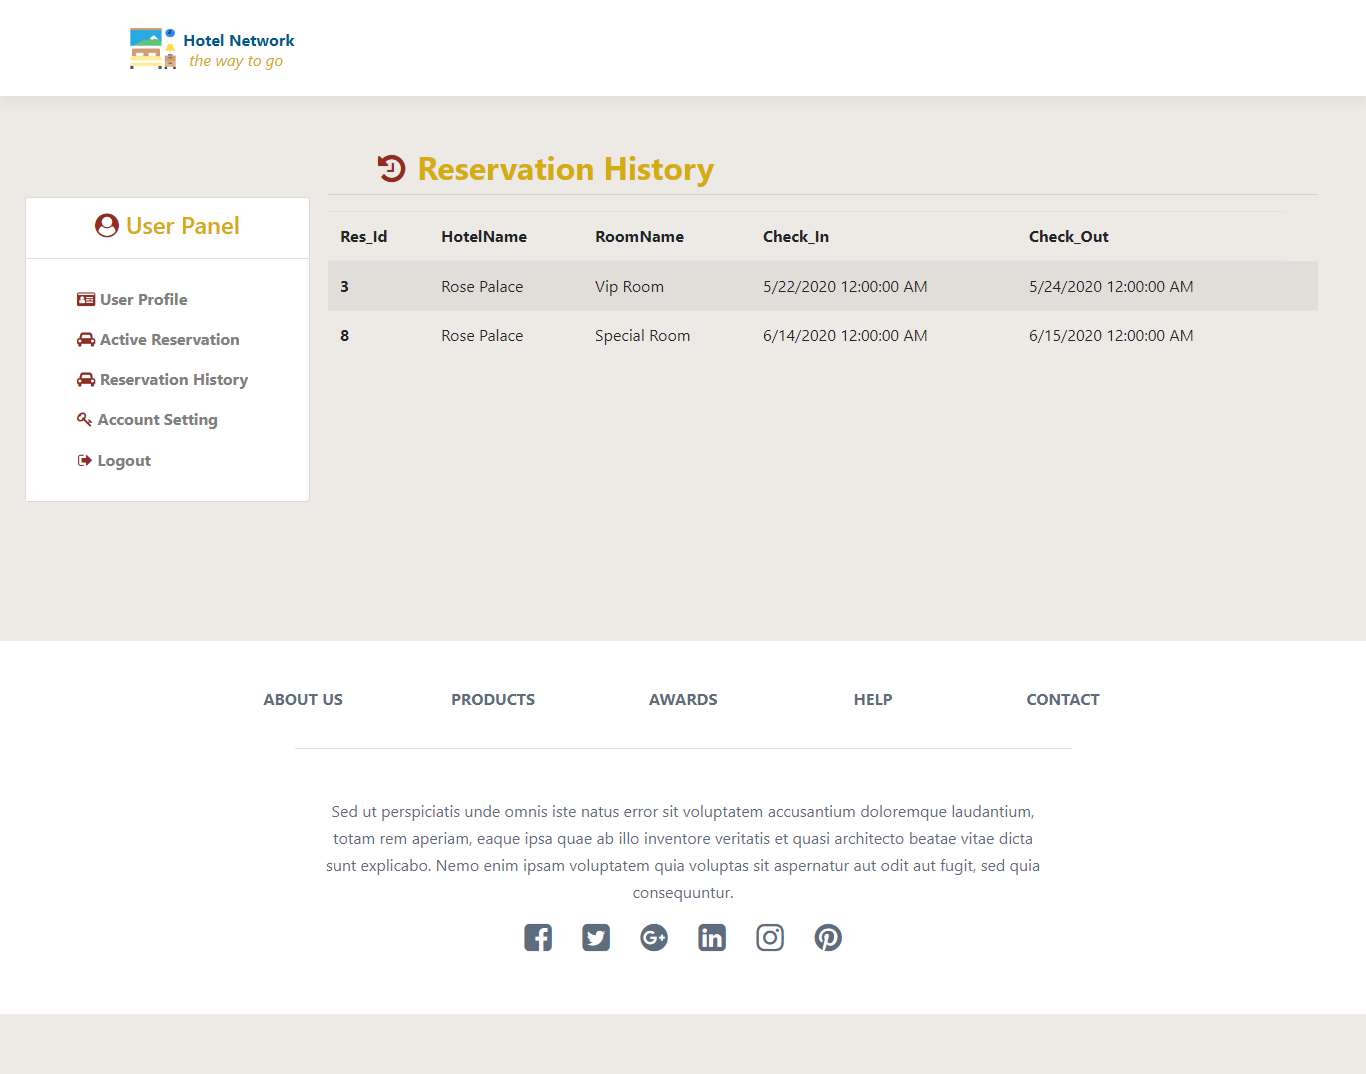 Hotel Network
the way to go
Reservation History
User Panel
User Profile
Active Reservation
Reservation History
Account Setting
Logout
Res_Id HotelName RoomName Check_In Check_Out
3 Rose Palace Vip Room 5/22/2020 12:00:00 AM 5/24/2020 12:00:00 AM
8 Rose Palace Special Room 6/14/2020 12:00:00 AM 6/15/2020 12:00:00 AM
ABOUT US PRODUCTS AWARDS HELP CONTACT
Sed ut perspiciatis unde omnis iste natus error sit voluptatem accusantium doloremque laudantium,
totam rem aperiam, eaque ipsa quae ab illo inventore veritatis et quasi architecto beatae vitae dicta
sunt explicabo. Nemo enim ipsam voluptatem quia voluptas sit aspernatur aut odit aut fugit, sed quia
consequuntur.